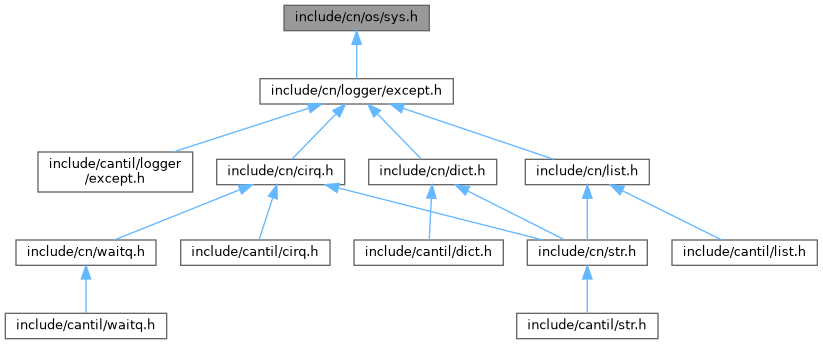 include/cn/os/sys.h
include/cn/logger/except.h
include/cantil/logger
/except.h
include/cn/cirq.h
include/cn/dict.h
include/cn/list.h
include/cn/waitq.h
include/cantil/cirq.h
include/cantil/dict.h
include/cn/str.h
include/cantil/list.h
include/cantil/waitq.h
include/cantil/str.h